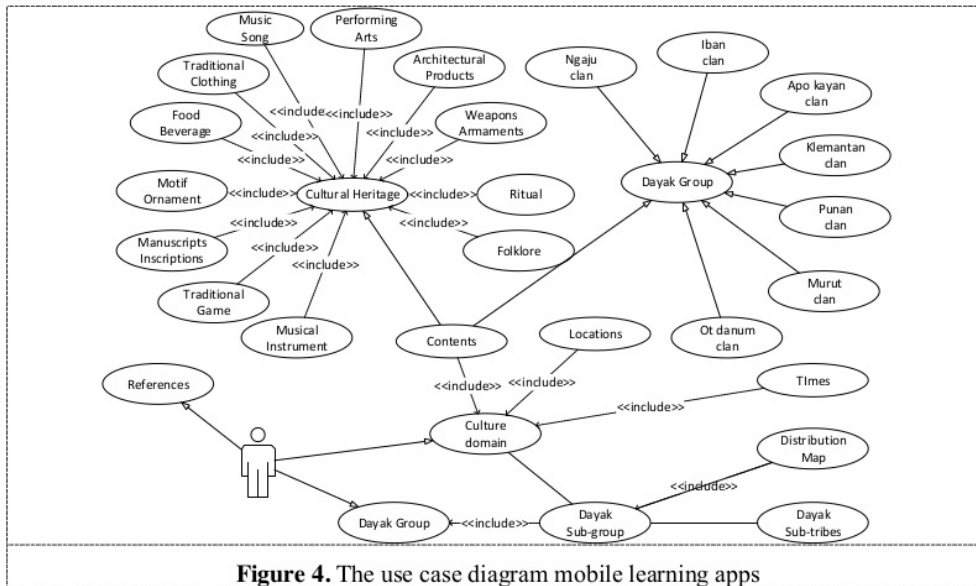 Music
Song
Performing
Arts
Iban
clan
Ngaju
clan
Traditional
Clothing
Architectural
Products
Apo kayan
clan
<<include>>
<<include>>
Food
Beverage
<<include>>
<<include>>
Weapons
Armaments
Klemantan
clan
<<include>>
<<include>>
Motif
Ornament
<<include>>
Cultural Heritage
<<include>>
Ritual
Dayak Group
Punan
clan
Manuscripts
Inscriptions
<<include>>
<<include>>
<<include>>
Folklore
<<include>>
Murut
clan
Traditional
Game
Musical
Instrument
Contents
Locations
Ot danum
clan
References
<<include>>
<<include>>
TImes
<<include>>
Culture
domain
Distribution
Map
<<include>>
Dayak Group
<<include>>
Dayak
Sub-group
Dayak
Sub-tribes
Figure 4. The use case diagram mobile learning apps